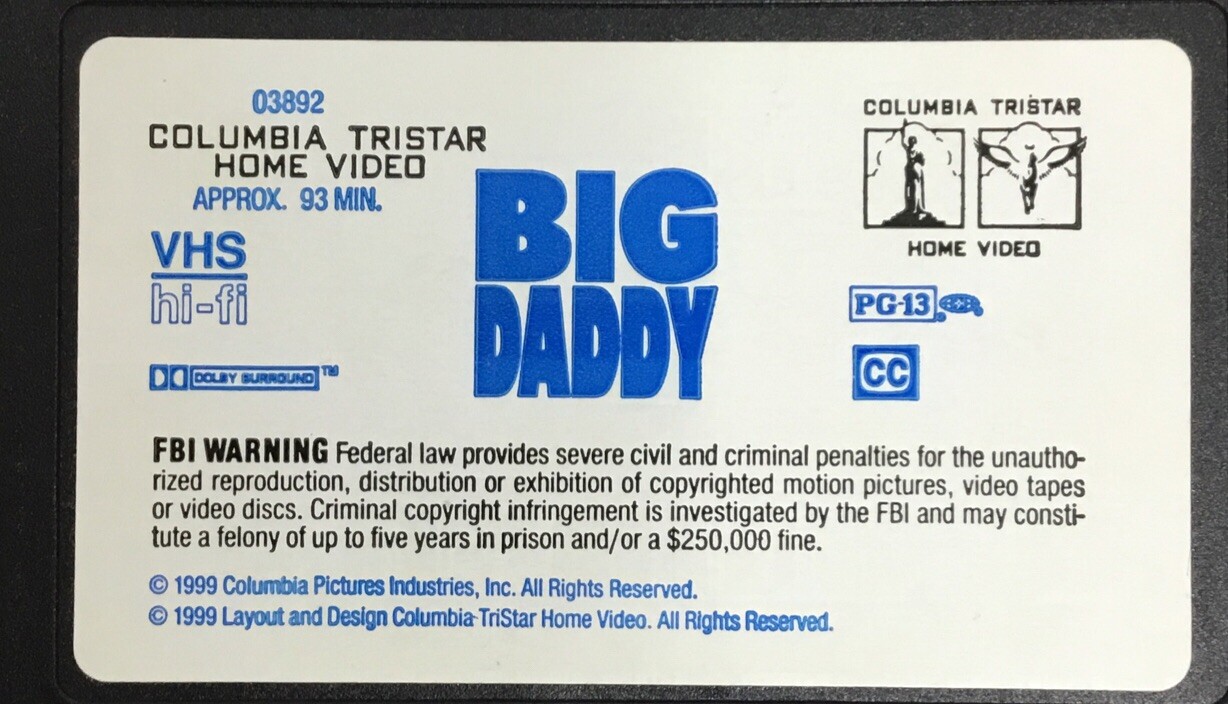 03892
COLUMBIA TRISTAR
HOME VIDEO
APPROX. 93 MIN.
VHS
hi-fi
DOLBY SURROUND™
BIG
DADDY
COLUMBIA TRISTAR
HOME VIDEO
PG-13
CC
FBI WARNING Federal law provides severe civil and criminal penalties for the unautho-
rized reproduction, distribution or exhibition of copyrighted motion pictures, video tapes
or video discs. Criminal copyright infringement is investigated by the FBI and may consti-
tute a felony of up to five years in prison and/or a $250,000 fine.
© 1999 Columbia Pictures Industries, Inc. All Rights Reserved.
© 1999 Layout and Design Columbia TriStar Home Video. All Rights Reserved.